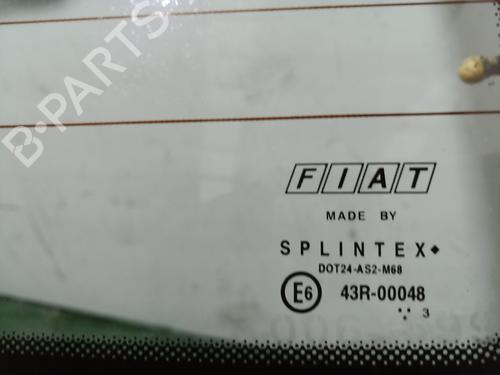 B-PARTS
FIAT
MADE BY
SPLINTEX
DOT24-AS2-M68
E6 43R-00048
3